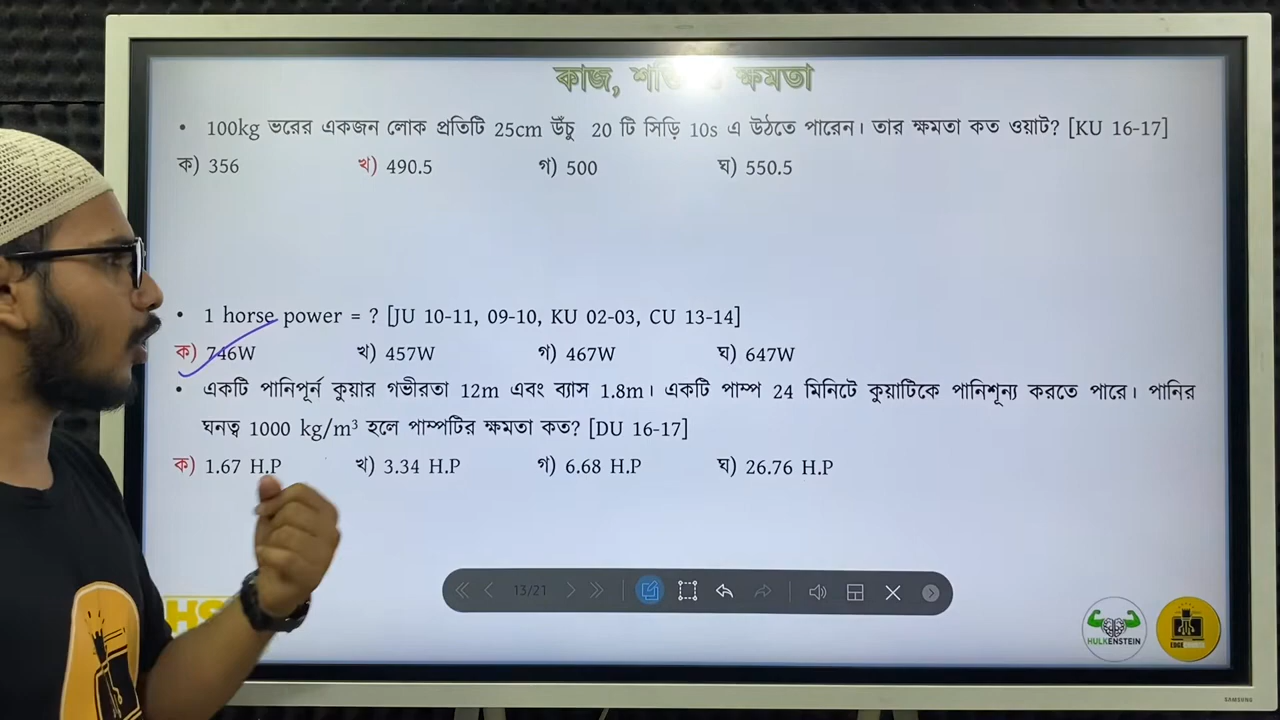 কাজ, শক্তি ক্ষমতা
• 100kg ভরের একজন লোক প্রতিটি 25cm উঁচু 20 টি সিড়ি 10s এ উঠতে পারেন। তার ক্ষমতা কত ওয়াট? [KU 16-17]
ক) 356 খ) 490.5 গ) 500 ঘ) 550.5
• 1 horse power = ? [JU 10-11, 09-10, KU 02-03, CU 13-14]
ক) 746W খ) 457W গ) 467W ঘ) 647W
• একটি পানিপূর্ন কুয়ার গভীরতা 12m এবং ব্যাস 1.8m। একটি পাম্প 24 মিনিটে কুয়াটিকে পানিশূন্য করতে পারে। পানির
ঘনত্ব 1000 kg/m³ হলে পাম্পটির ক্ষমতা কত? [DU 16-17]
ক) 1.67 H.P খ) 3.34 H.P গ) 6.68 H.P ঘ) 26.76 H.P
13/21
HS
HULKENSTEIN
EDGE
SAMSUNG